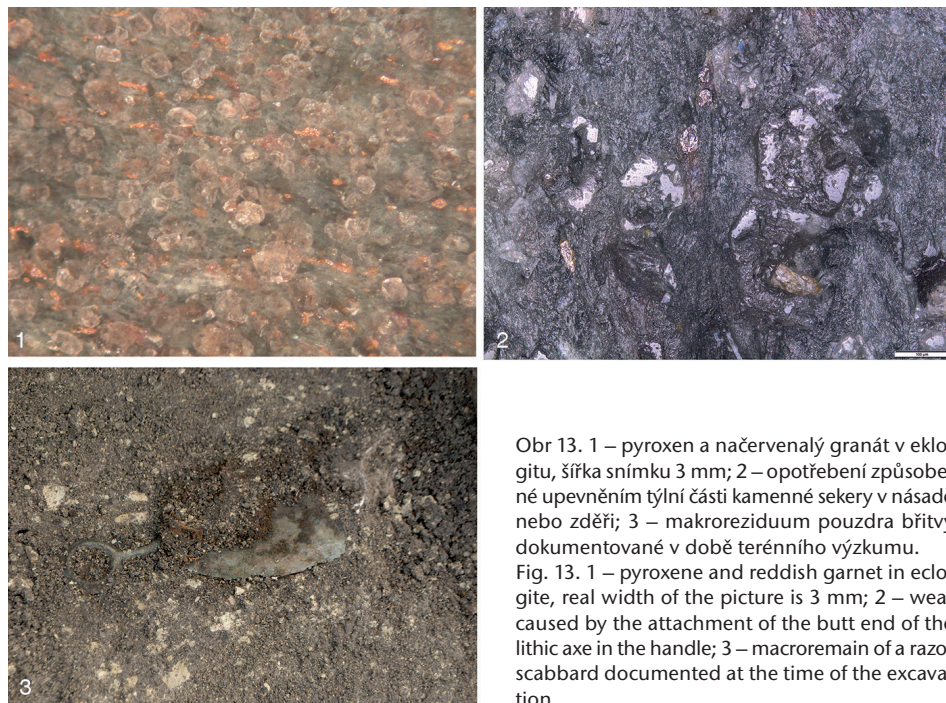 1
2
100 µm
3
Obr 13. 1 – pyroxen a načervenalý granát v eklo-
gitu, šířka snímku 3 mm; 2 – opotřebení způsobe-
né upevněním týlní části kamenné sekery v násadě
nebo zděři; 3 – makroreziduum pouzdra břitvy
dokumentované v době terénního výzkumu.
Fig. 13. 1 – pyroxene and reddish garnet in eclo-
gite, real width of the picture is 3 mm; 2 – wea
caused by the attachment of the butt end of the
lithic axe in the handle; 3 – macroremain of a razo
scabbard documented at the time of the excava
tion